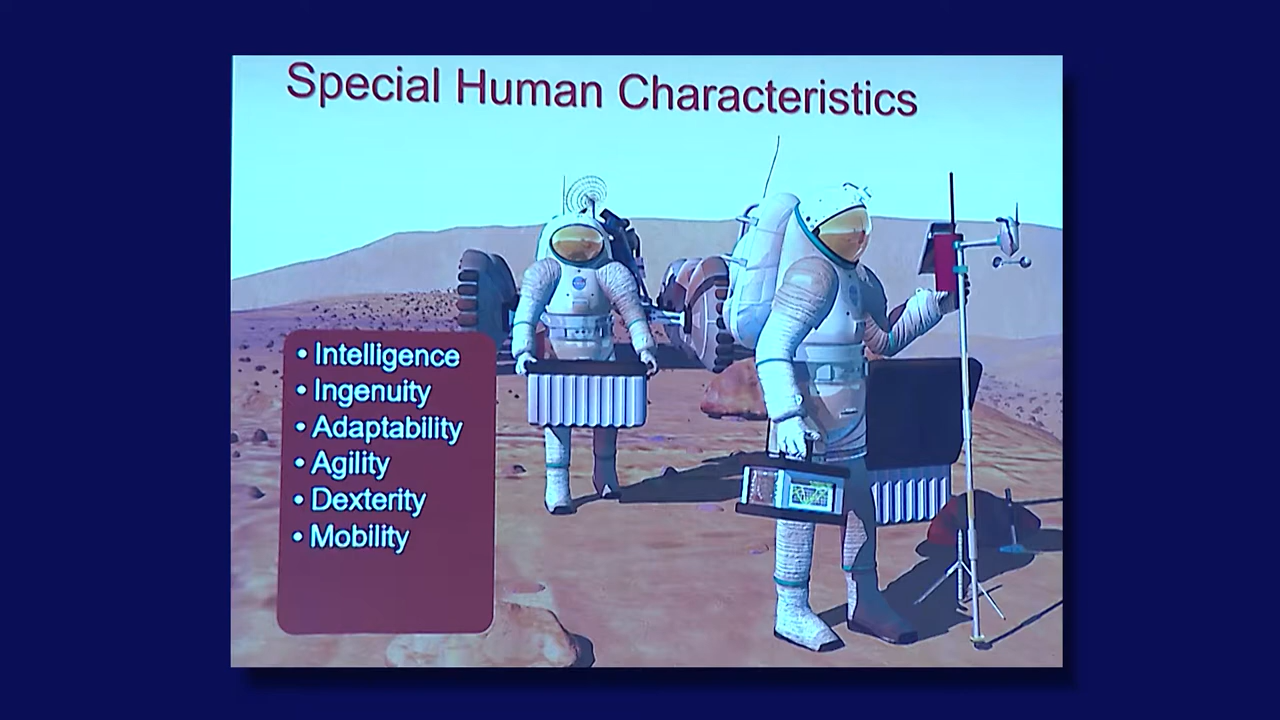 Special Human Characteristics
• Intelligence
• Ingenuity
• Adaptability
• Agility
• Dexterity
• Mobility